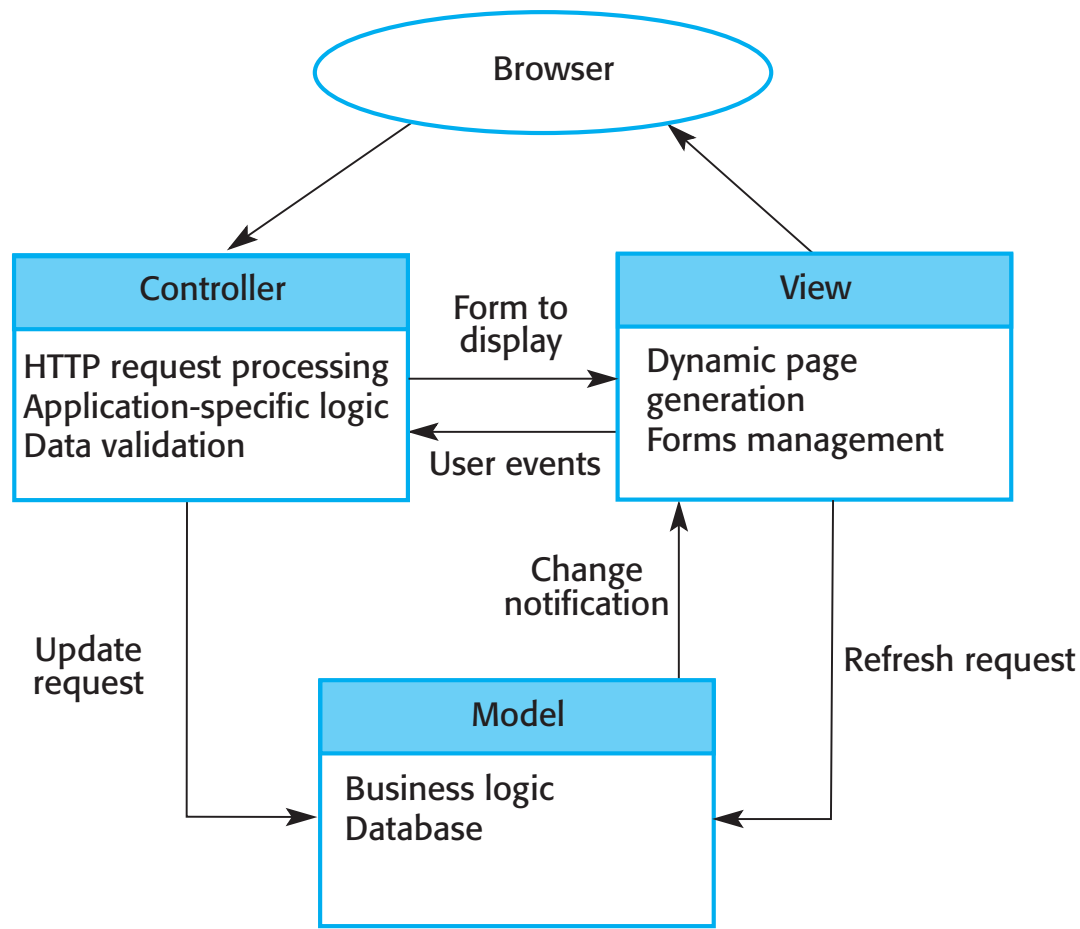 Browser
Controller
HTTP request processing
Application-specific logic
Data validation
Form to
display
User events
View
Dynamic page
generation
Forms management
Update
request
Change
notification
Refresh request
Model
Business logic
Database